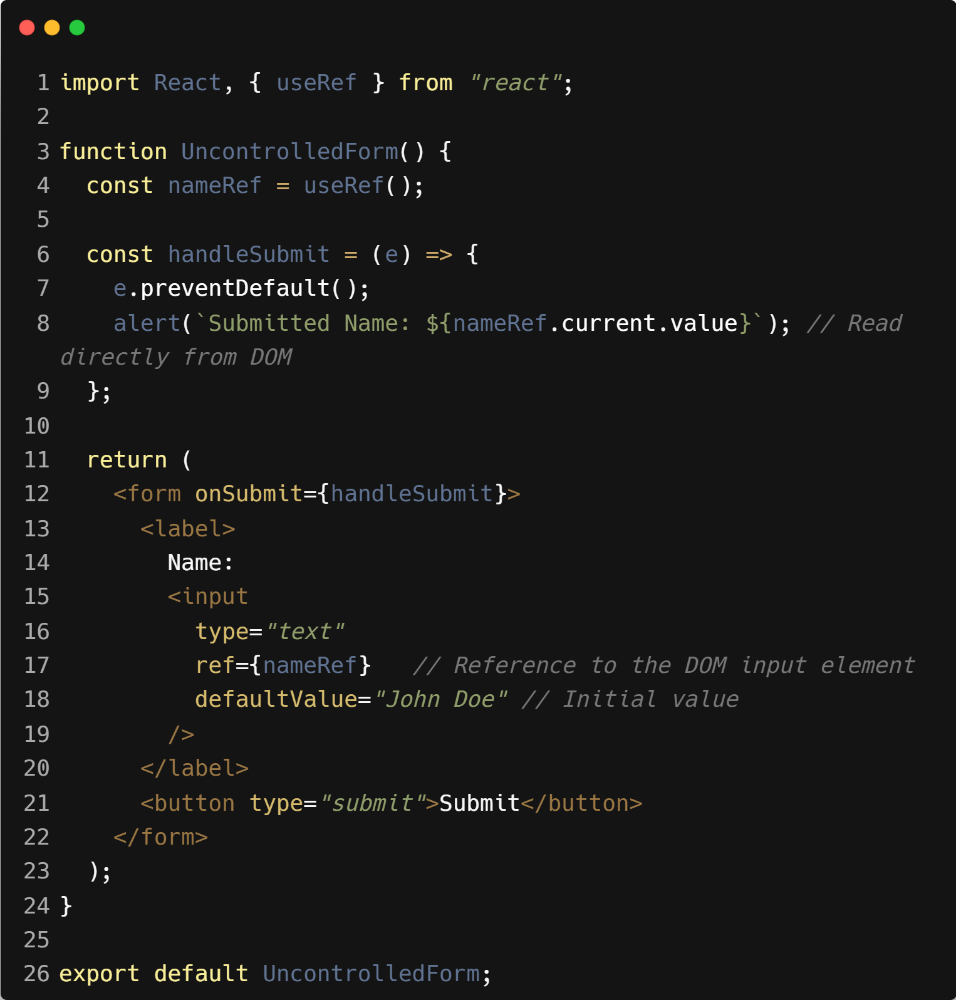 1 import React, { useRef } from "react";
2
3 function UncontrolledForm() {
4   const nameRef = useRef();
5
6   const handleSubmit = (e) => {
7     e.preventDefault();
8     alert(`Submitted Name: ${nameRef.current.value}`); // Read
directly from DOM
9   };
10
11   return (
12     <form onSubmit={handleSubmit}>
13       <label>
14         Name:
15         <input
16           type="text"
17           ref={nameRef}   // Reference to the DOM input element
18           defaultValue="John Doe" // Initial value
19         />
20       </label>
21       <button type="submit">Submit</button>
22     </form>
23   );
24 }
25
26 export default UncontrolledForm;